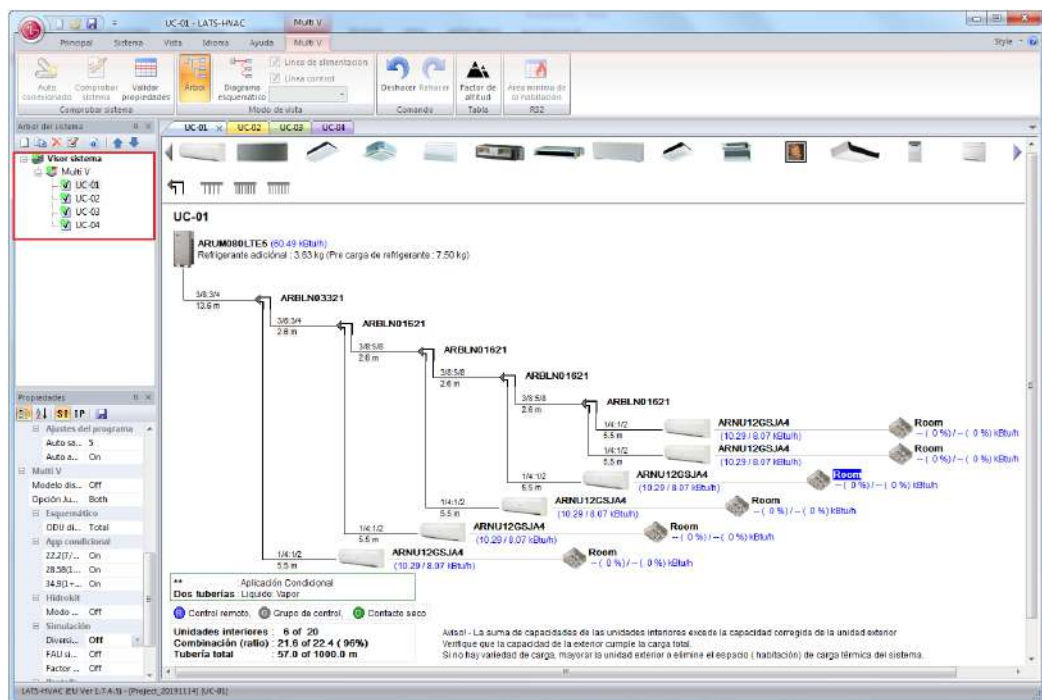 UC-01 - LATS-HVAC
Multi V
Principal Sistema Vista Idioma Ayuda Multi V
Style
Auto conexionado
Comprobar sistema
Validar propiedades
Comprobar sistema
Árbol
Diagrama esquemático
Línea de alimentación
Línea control
Modo de vista
Deshacer Rehacer
Comando
Factor de altitud
Tabla
Área mínima de la habitación
R32
Árbol del sistema
UC-01 UC-02 UC-03 UC-04
Visor sistema
Multi V
UC-01
UC-02
UC-03
UC-04
UC-01
ARUM080LTE5 (60.49 kBtu/h)
Refrigerante adiciónal : 3.63 kg (Pre carga de refrigerante : 7.50 kg)
3/8:3/4
13.6 m
ARBLN03321
3/8:3/4
2.6 m
ARBLN01621
3/8:5/8
2.6 m
ARBLN01621
3/8:5/8
2.6 m
ARBLN01621
3/8:5/8
2.6 m
ARBLN01621
1/4:1/2
5.5 m
ARNU12GSJA4
(10.29 / 8.07 kBtu/h)
Room
-- ( 0 %) / -- ( 0 %) kBtu/h
1/4:1/2
5.5 m
ARNU12GSJA4
(10.29 / 8.07 kBtu/h)
Room
-- ( 0 %) / -- ( 0 %) kBtu/h
1/4:1/2
5.5 m
ARNU12GSJA4
(10.29 / 8.07 kBtu/h)
Room
-- ( 0 %) / -- ( 0 %) kBtu/h
1/4:1/2
5.5 m
ARNU12GSJA4
(10.29 / 8.07 kBtu/h)
Room
-- ( 0 %) / -- ( 0 %) kBtu/h
1/4:1/2
5.5 m
ARNU12GSJA4
(10.29 / 8.07 kBtu/h)
Room
-- ( 0 %) / -- ( 0 %) kBtu/h
1/4:1/2
5.5 m
ARNU12GSJA4
(10.29 / 8.07 kBtu/h)
Room
-- ( 0 %) / -- ( 0 %) kBtu/h
** :Aplicación Condicional
Dos tuberías : Liquido: Vapor
Control remoto, Grupo de control, Contacto seco
Unidades interiores : 6 of 20
Combinación (ratio) : 21.6 of 22.4 ( 96%)
Tubería total : 57.0 of 1000.0 m
Aviso! - La suma de capacidades de las unidades interiores excede la capacidad corregida de la unidad exterior
Verifique que la capacidad de la exterior cumple la carga total.
Si no hay variedad de carga, mayorar la unidad exterior o elimine el espacio ( habitación) de carga térmica del sistema.
Propiedades
SI IP
Ajustes del programa
Auto sa... 5
Auto a... On
Multi V
Modelo dis... Off
Opción Ju... Both
Esquemático
ODU di... Total
App condicional
22.2(7/... On
28.58(1... On
34.9(1+... On
Hidrokit
Modo ... Off
Simulación
Diversi... Off
FAU si... Off
Factor ... Off
LATS-HVAC (EU Ver 1.7.4.5) - (Project_20191114) [UC-01]